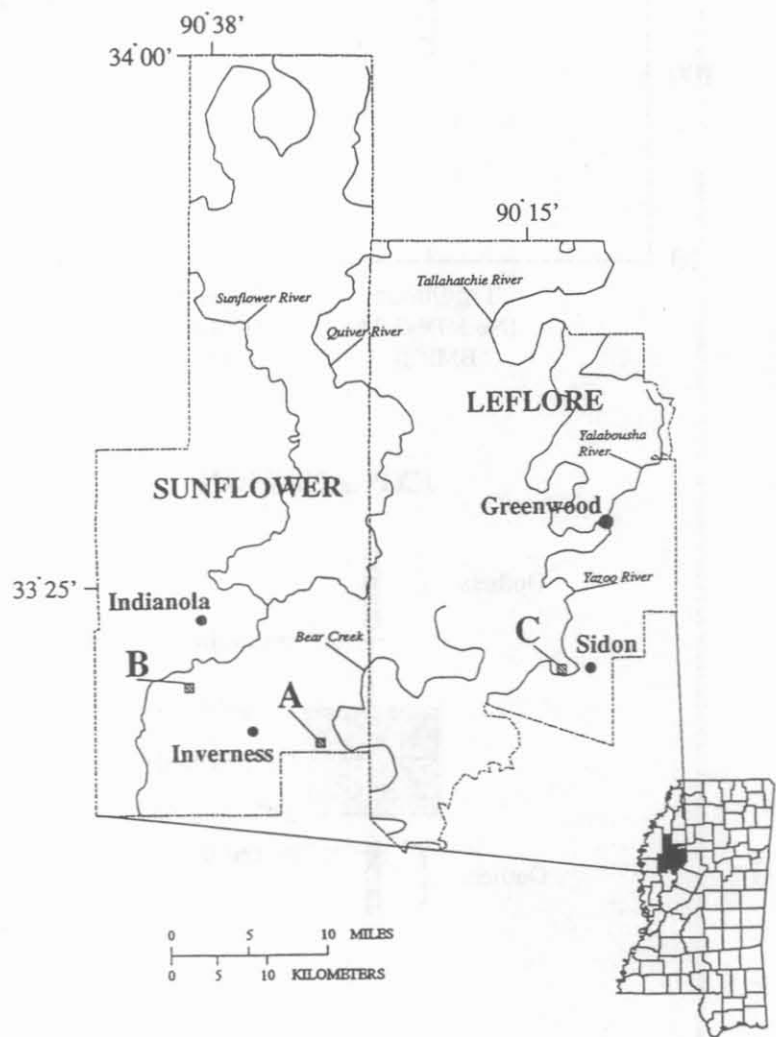 90°38'
34°00'
90°15'
Tallahatchie River
Sunflower River
Quiver River
LEFLORE
Yalabousha
River
SUNFLOWER
Greenwood
33°25'
Yazoo River
Indianola
Bear Creek
C
Sidon
B
A
Inverness
0 5 10 MILES
0 5 10 KILOMETERS